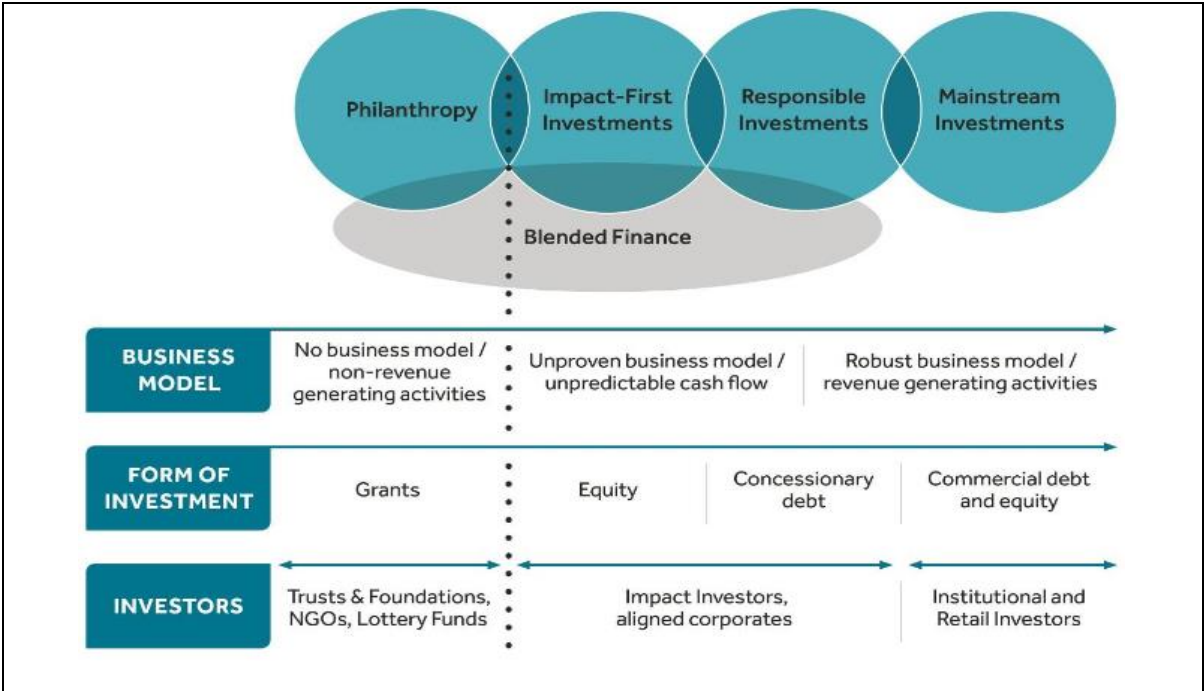 Philanthropy
Impact-First
Investments
Responsible
Investments
Mainstream
Investments
Blended Finance
BUSINESS
MODEL
No business model /
non-revenue
generating activities
Unproven business model /
unpredictable cash flow
Robust business model /
revenue generating activities
FORM OF
INVESTMENT
Grants
Equity
Concessionary
debt
Commercial debt
and equity
INVESTORS
Trusts & Foundations,
NGOs, Lottery Funds
Impact Investors,
aligned corporates
Institutional and
Retail Investors